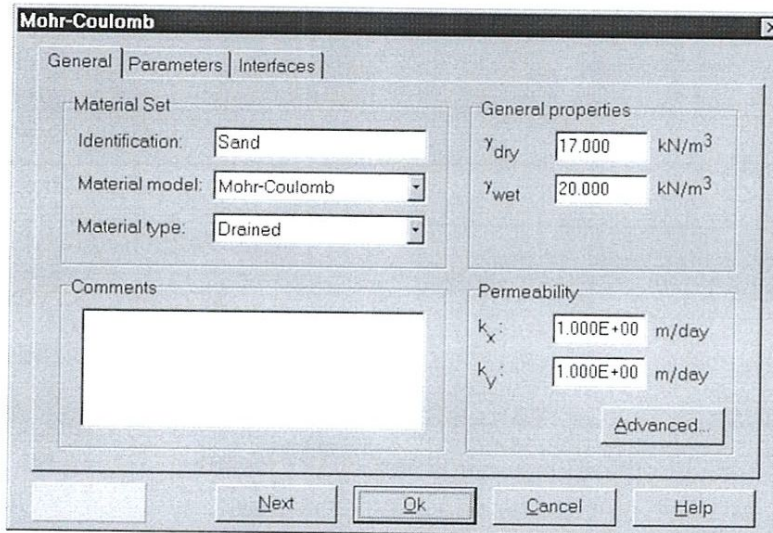 Mohr-Coulomb
General Parameters Interfaces
Material Set
Identification: Sand
Material model: Mohr-Coulomb
Material type: Drained
General properties
γdry 17.000 kN/m³
γwet 20.000 kN/m³
Comments
Permeability
kx: 1.000E+00 m/day
ky: 1.000E+00 m/day
Advanced...
Next Ok Cancel Help